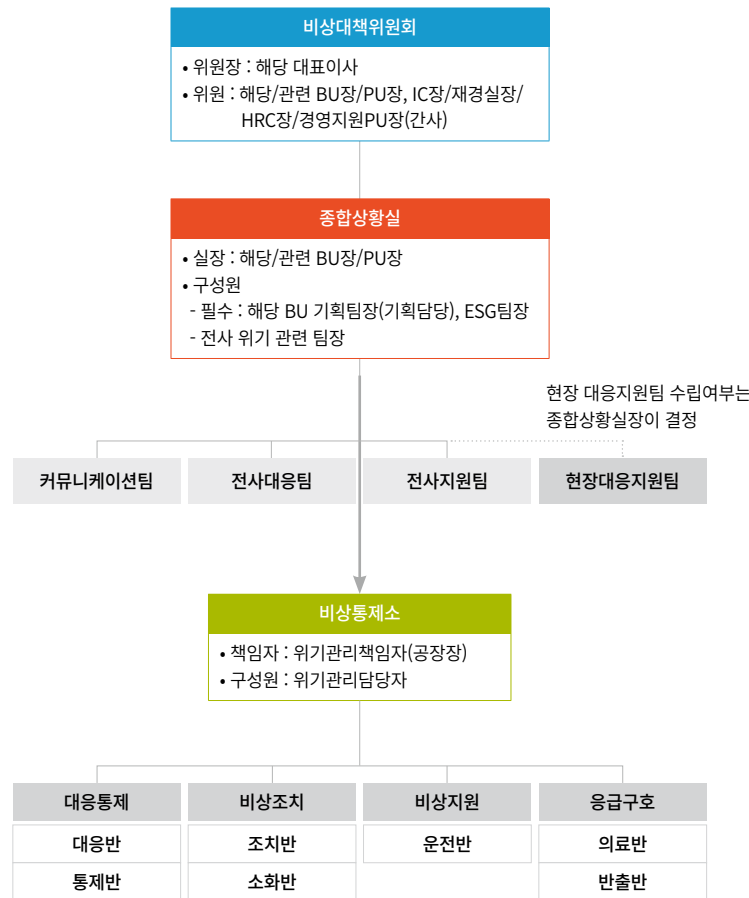 비상대책위원회
• 위원장 : 해당 대표이사
• 위원 : 해당/관련 BU장/PU장, IC장/재경실장/
HRC장/경영지원PU장(간사)
종합상황실
• 실장 : 해당/관련 BU장/PU장
• 구성원
- 필수 : 해당 BU 기획팀장(기획담당), ESG팀장
- 전사 위기 관련 팀장
현장 대응지원팀 수립여부는
종합상황실장이 결정
커뮤니케이션팀
전사대응팀
전사지원팀
현장대응지원팀
비상통제소
• 책임자 : 위기관리책임자(공장장)
• 구성원 : 위기관리담당자
대응통제
비상조치
비상지원
응급구호
대응반
조치반
운전반
의료반
통제반
소화반
반출반